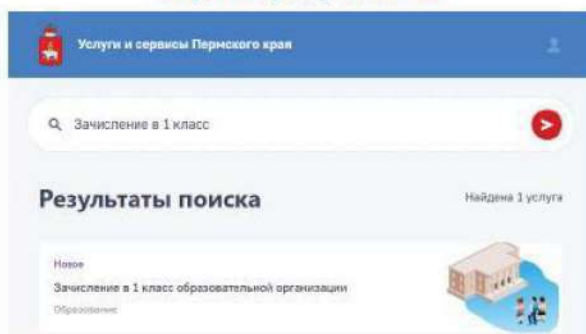 Услуги и сервисы Пермского края
Зачисление в 1 класс
Результаты поиска
Найдена 1 услуга
Новое
Зачисление в 1 класс образовательной организации
Образование